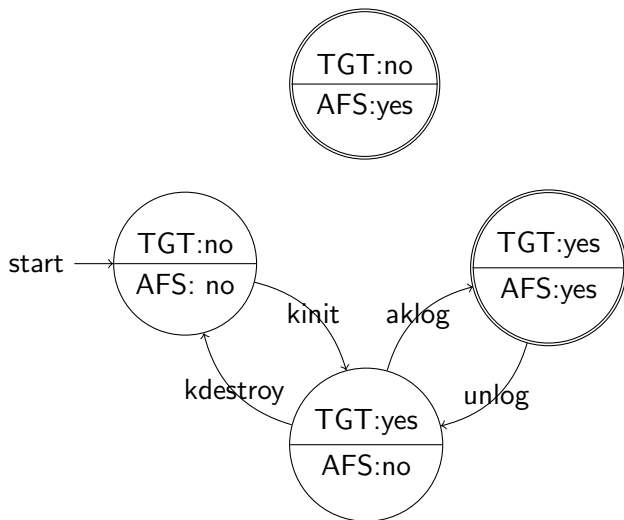 TGT:no
AFS:yes
start
TGT:no
AFS: no
TGT:yes
AFS:yes
kinit
aklog
kdestroy
unlog
TGT:yes
AFS:no